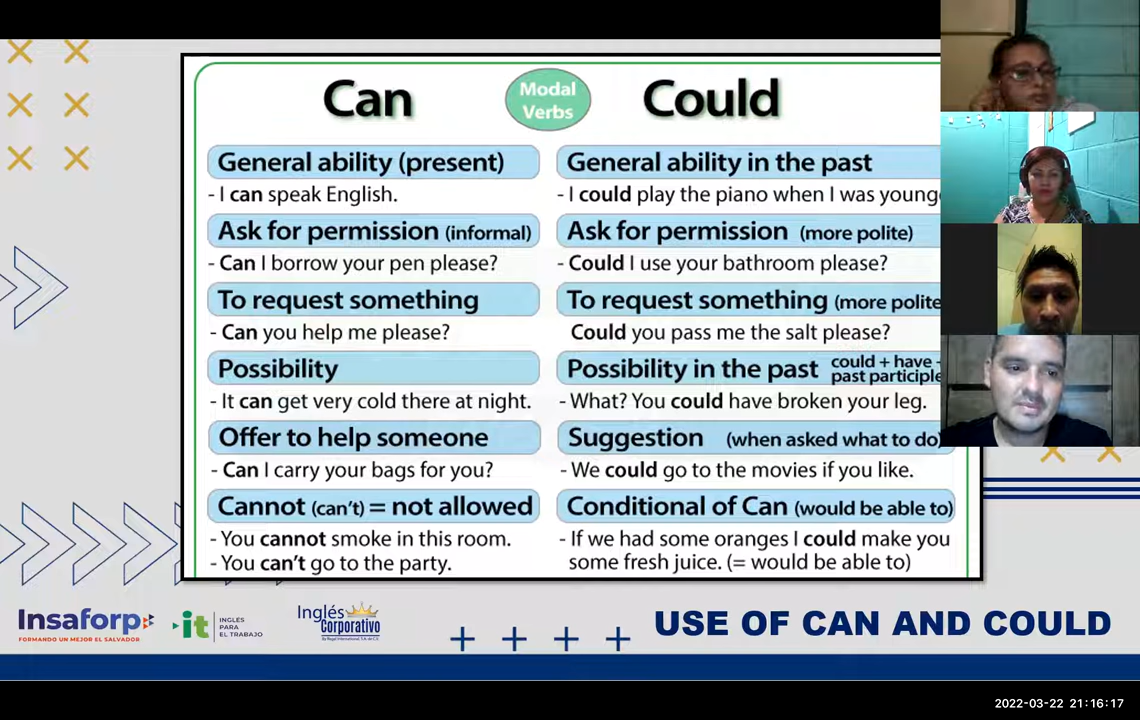 Can
Modal
Verbs
Could
General ability (present)
- I can speak English.
Ask for permission (informal)
- Can I borrow your pen please?
To request something
- Can you help me please?
Possibility
- It can get very cold there at night.
Offer to help someone
- Can I carry your bags for you?
Cannot (can't) = not allowed
- You cannot smoke in this room.
- You can't go to the party.
General ability in the past
- I could play the piano when I was young
Ask for permission (more polite)
- Could I use your bathroom please?
To request something (more polite
Could you pass me the salt please?
Possibility in the past could + have
past participle
- What? You could have broken your leg.
Suggestion (when asked what to do)
- We could go to the movies if you like.
Conditional of Can (would be able to)
- If we had some oranges I could make you
some fresh juice. (= would be able to)
Insaforp
FORMANDO UN MEJOR EL SALVADOR
it
INGLÉS
PARA
EL TRABAJO
Inglés
Corporativo
USE OF CAN AND COULD
2022-03-22 21:16:17